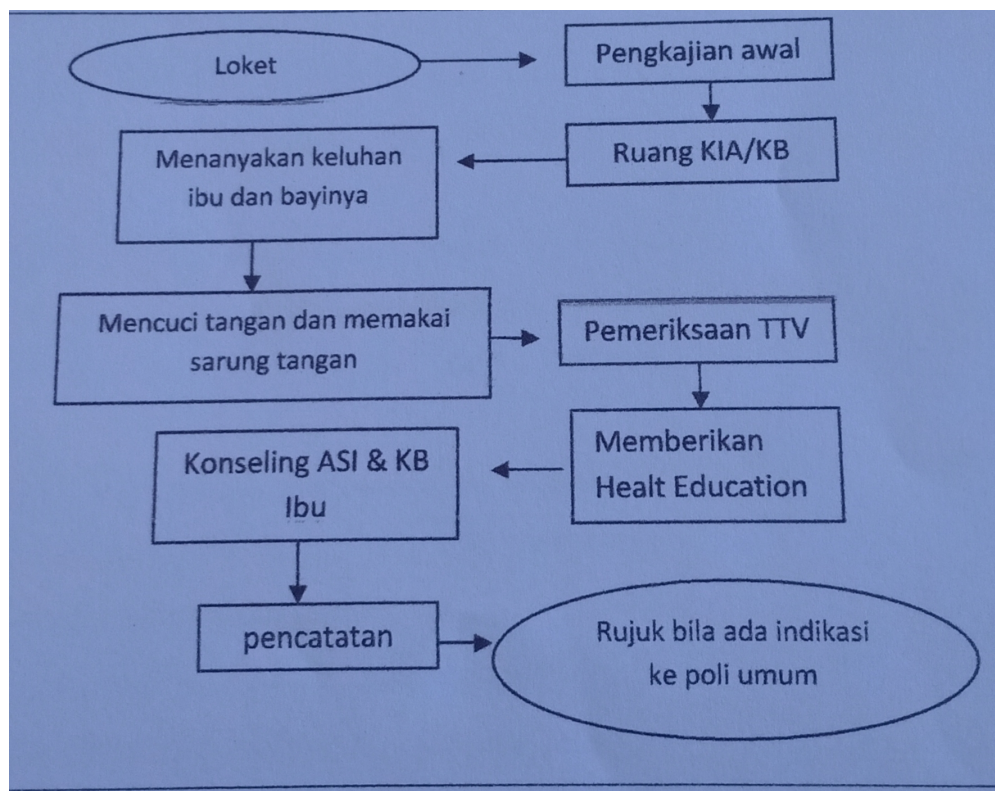 Loket
Pengkajian awal
Ruang KIA/KB
Menanyakan keluhan
ibu dan bayinya
Mencuci tangan dan memakai
sarung tangan
Pemeriksaan TTV
Memberikan
Healt Education
Konseling ASI & KB
Ibu
pencatatan
Rujuk bila ada indikasi
ke poli umum